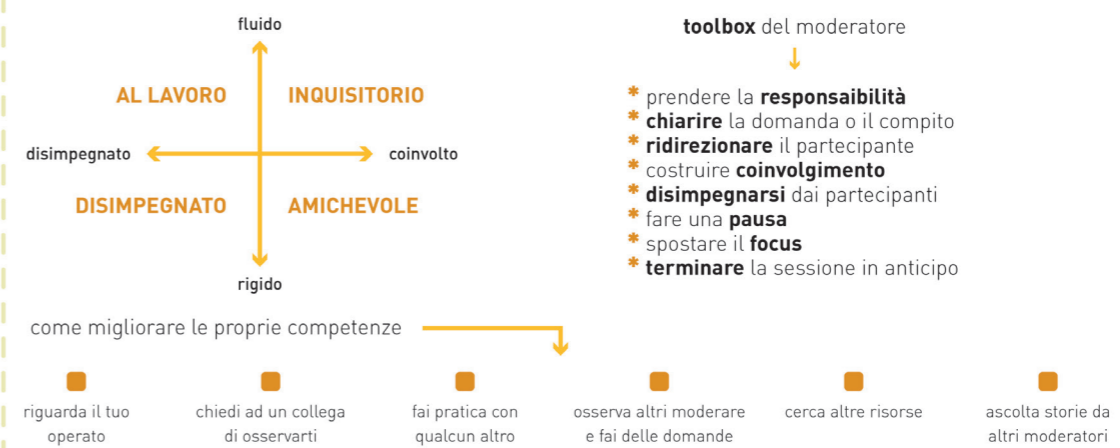 fluido
AL LAVORO
INQUISITORIO
disimpegnato
coinvolto
DISIMPEGNATO
AMICHEVOLE
rigido
toolbox del moderatore
* prendere la responsaibilità
* chiarire la domanda o il compito
* ridirezionare il partecipante
* costruire coinvolgimento
* disimpegnarsi dai partecipanti
* fare una pausa
* spostare il focus
* terminare la sessione in anticipo
come migliorare le proprie competenze
riguarda il tuo
operato
chiedi ad un collega
di osservarti
fai pratica con
qualcun altro
osserva altri moderare
e fai delle domande
cerca altre risorse
ascolta storie da
altri moderatori